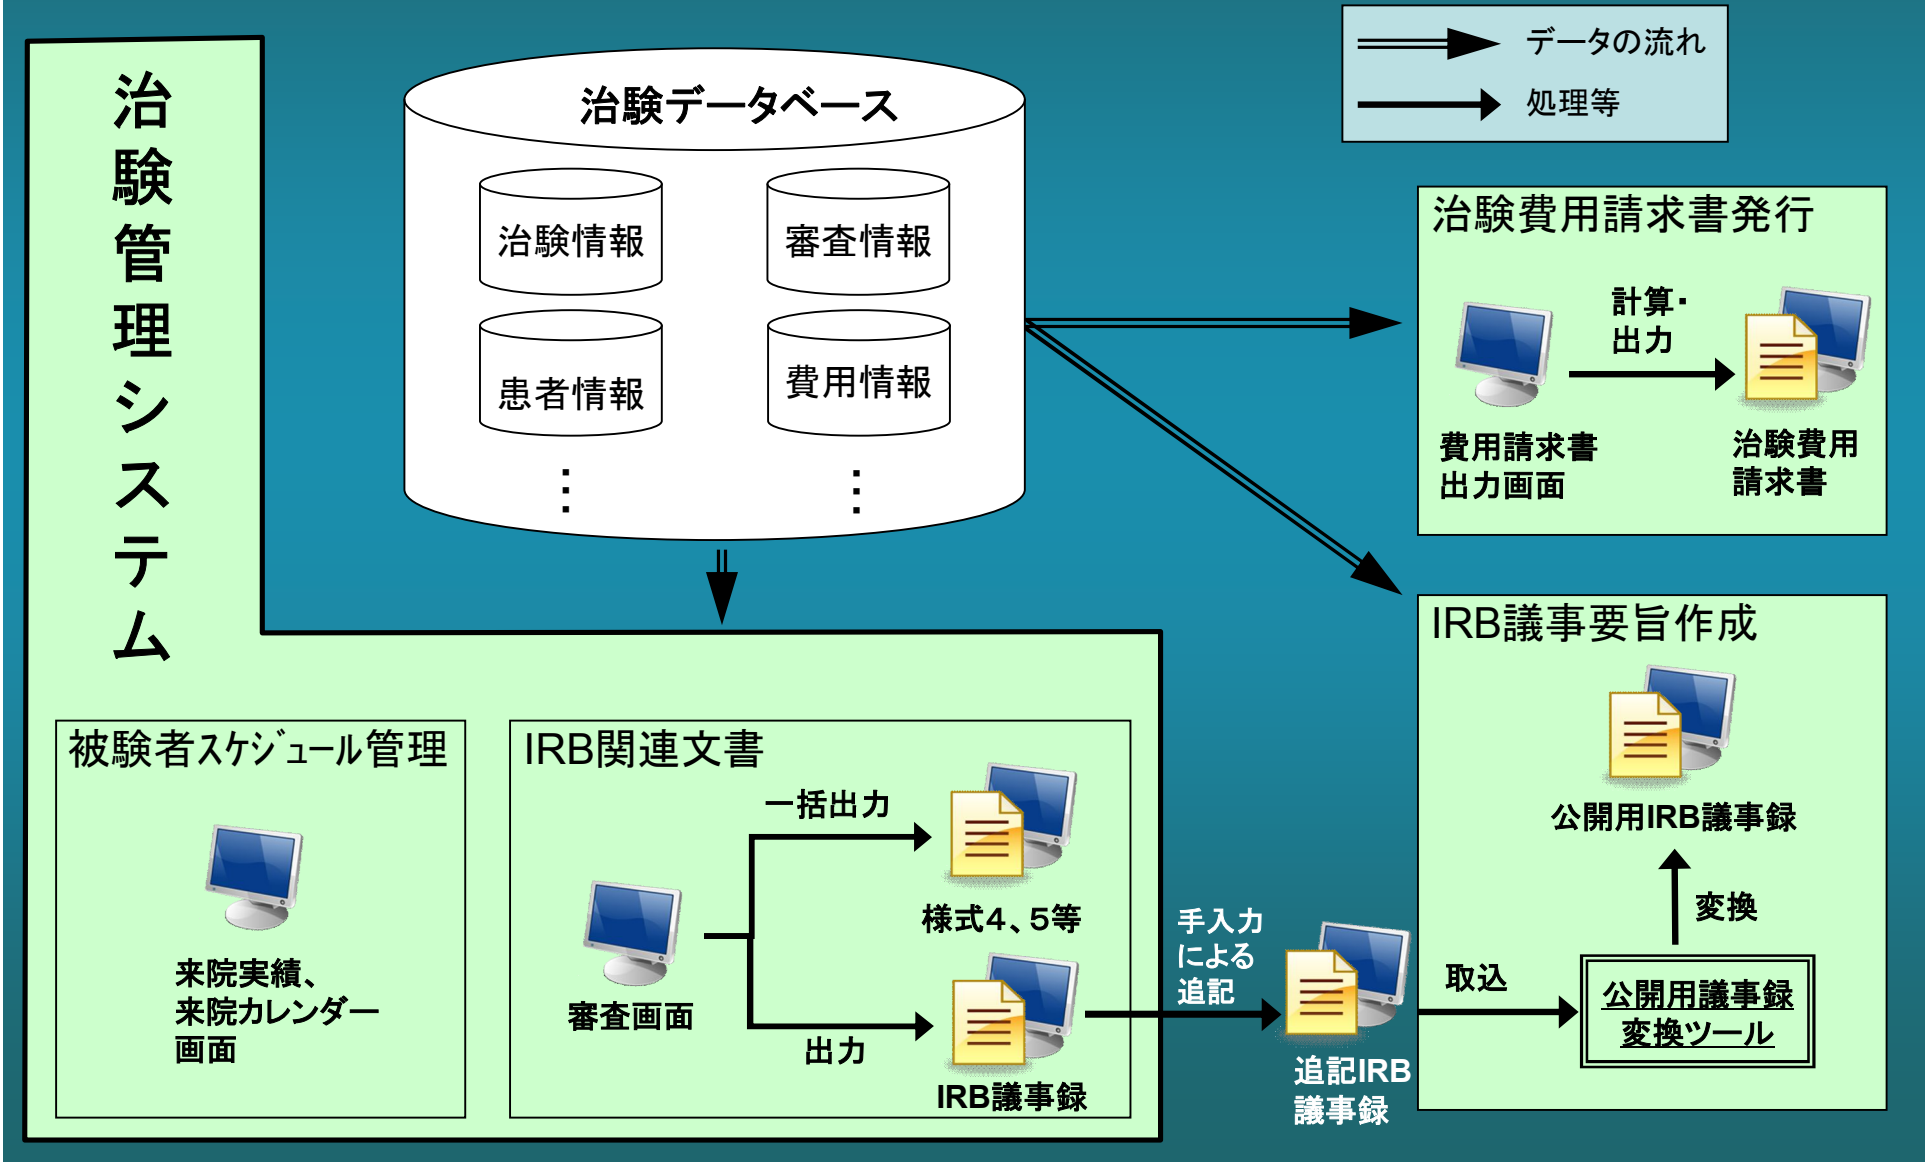 治験管理システム
治験データベース
治験情報
審査情報
患者情報
費用情報
データの流れ
処理等
治験費用請求書発行
計算・
出力
費用請求書
出力画面
治験費用
請求書
IRB議事要旨作成
公開用IRB議事録
変換
取込
公開用議事録
変換ツール
被験者ｽｹｼﾞｭｰﾙ管理
来院実績、
来院カレンダー
画面
IRB関連文書
一括出力
様式４、５等
審査画面
出力
IRB議事録
手入力
による
追記
追記IRB
議事録